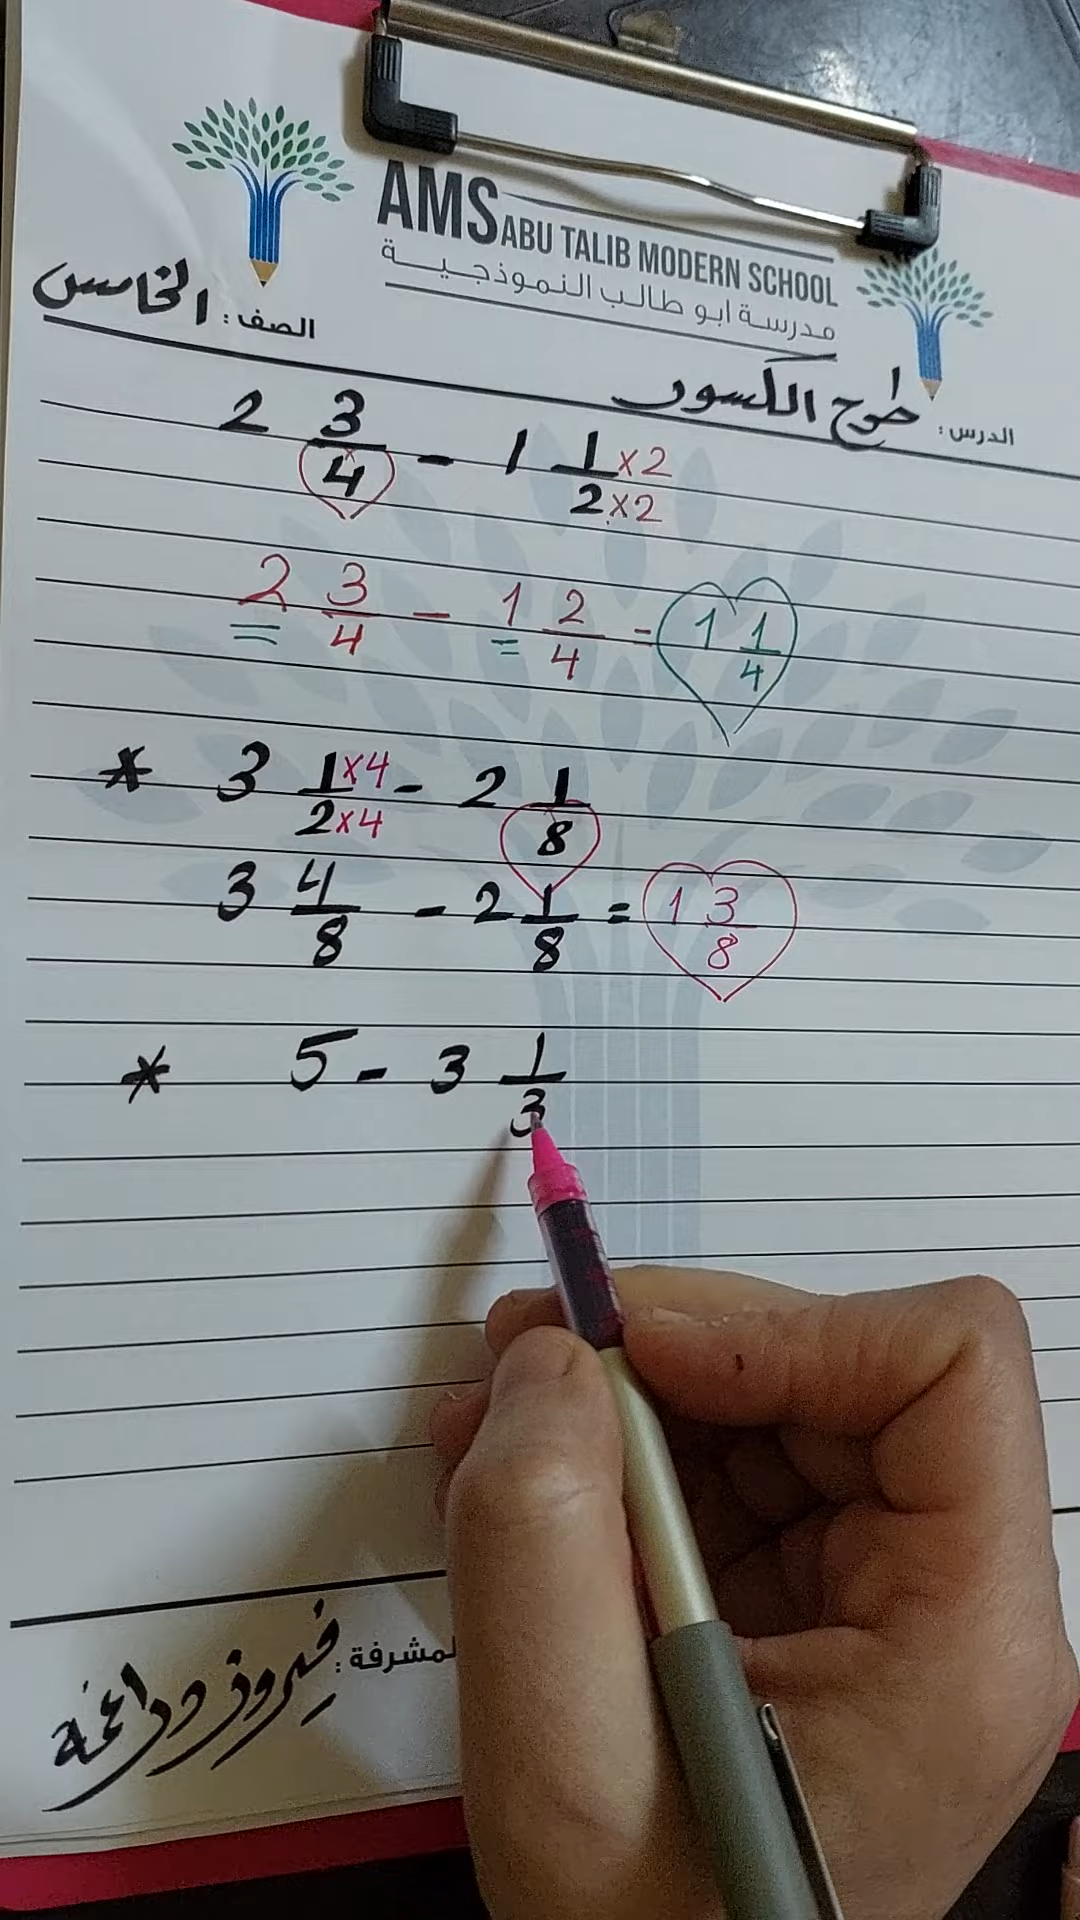 AMS ABU TALIB MODERN SCHOOL
مدرسة ابو طالب النموذجية
الصف: الخامس
الدرس: طرح الكسور
2 3/4 - 1 1×2/2×2
2 3/4 - 1 2/4 = 1 1/4
* 3 1×4/2×4 - 2 1/8
3 4/8 - 2 1/8 = 1 3/8
* 5 - 3 1/3
لمشرفة: فيروز دراغمة